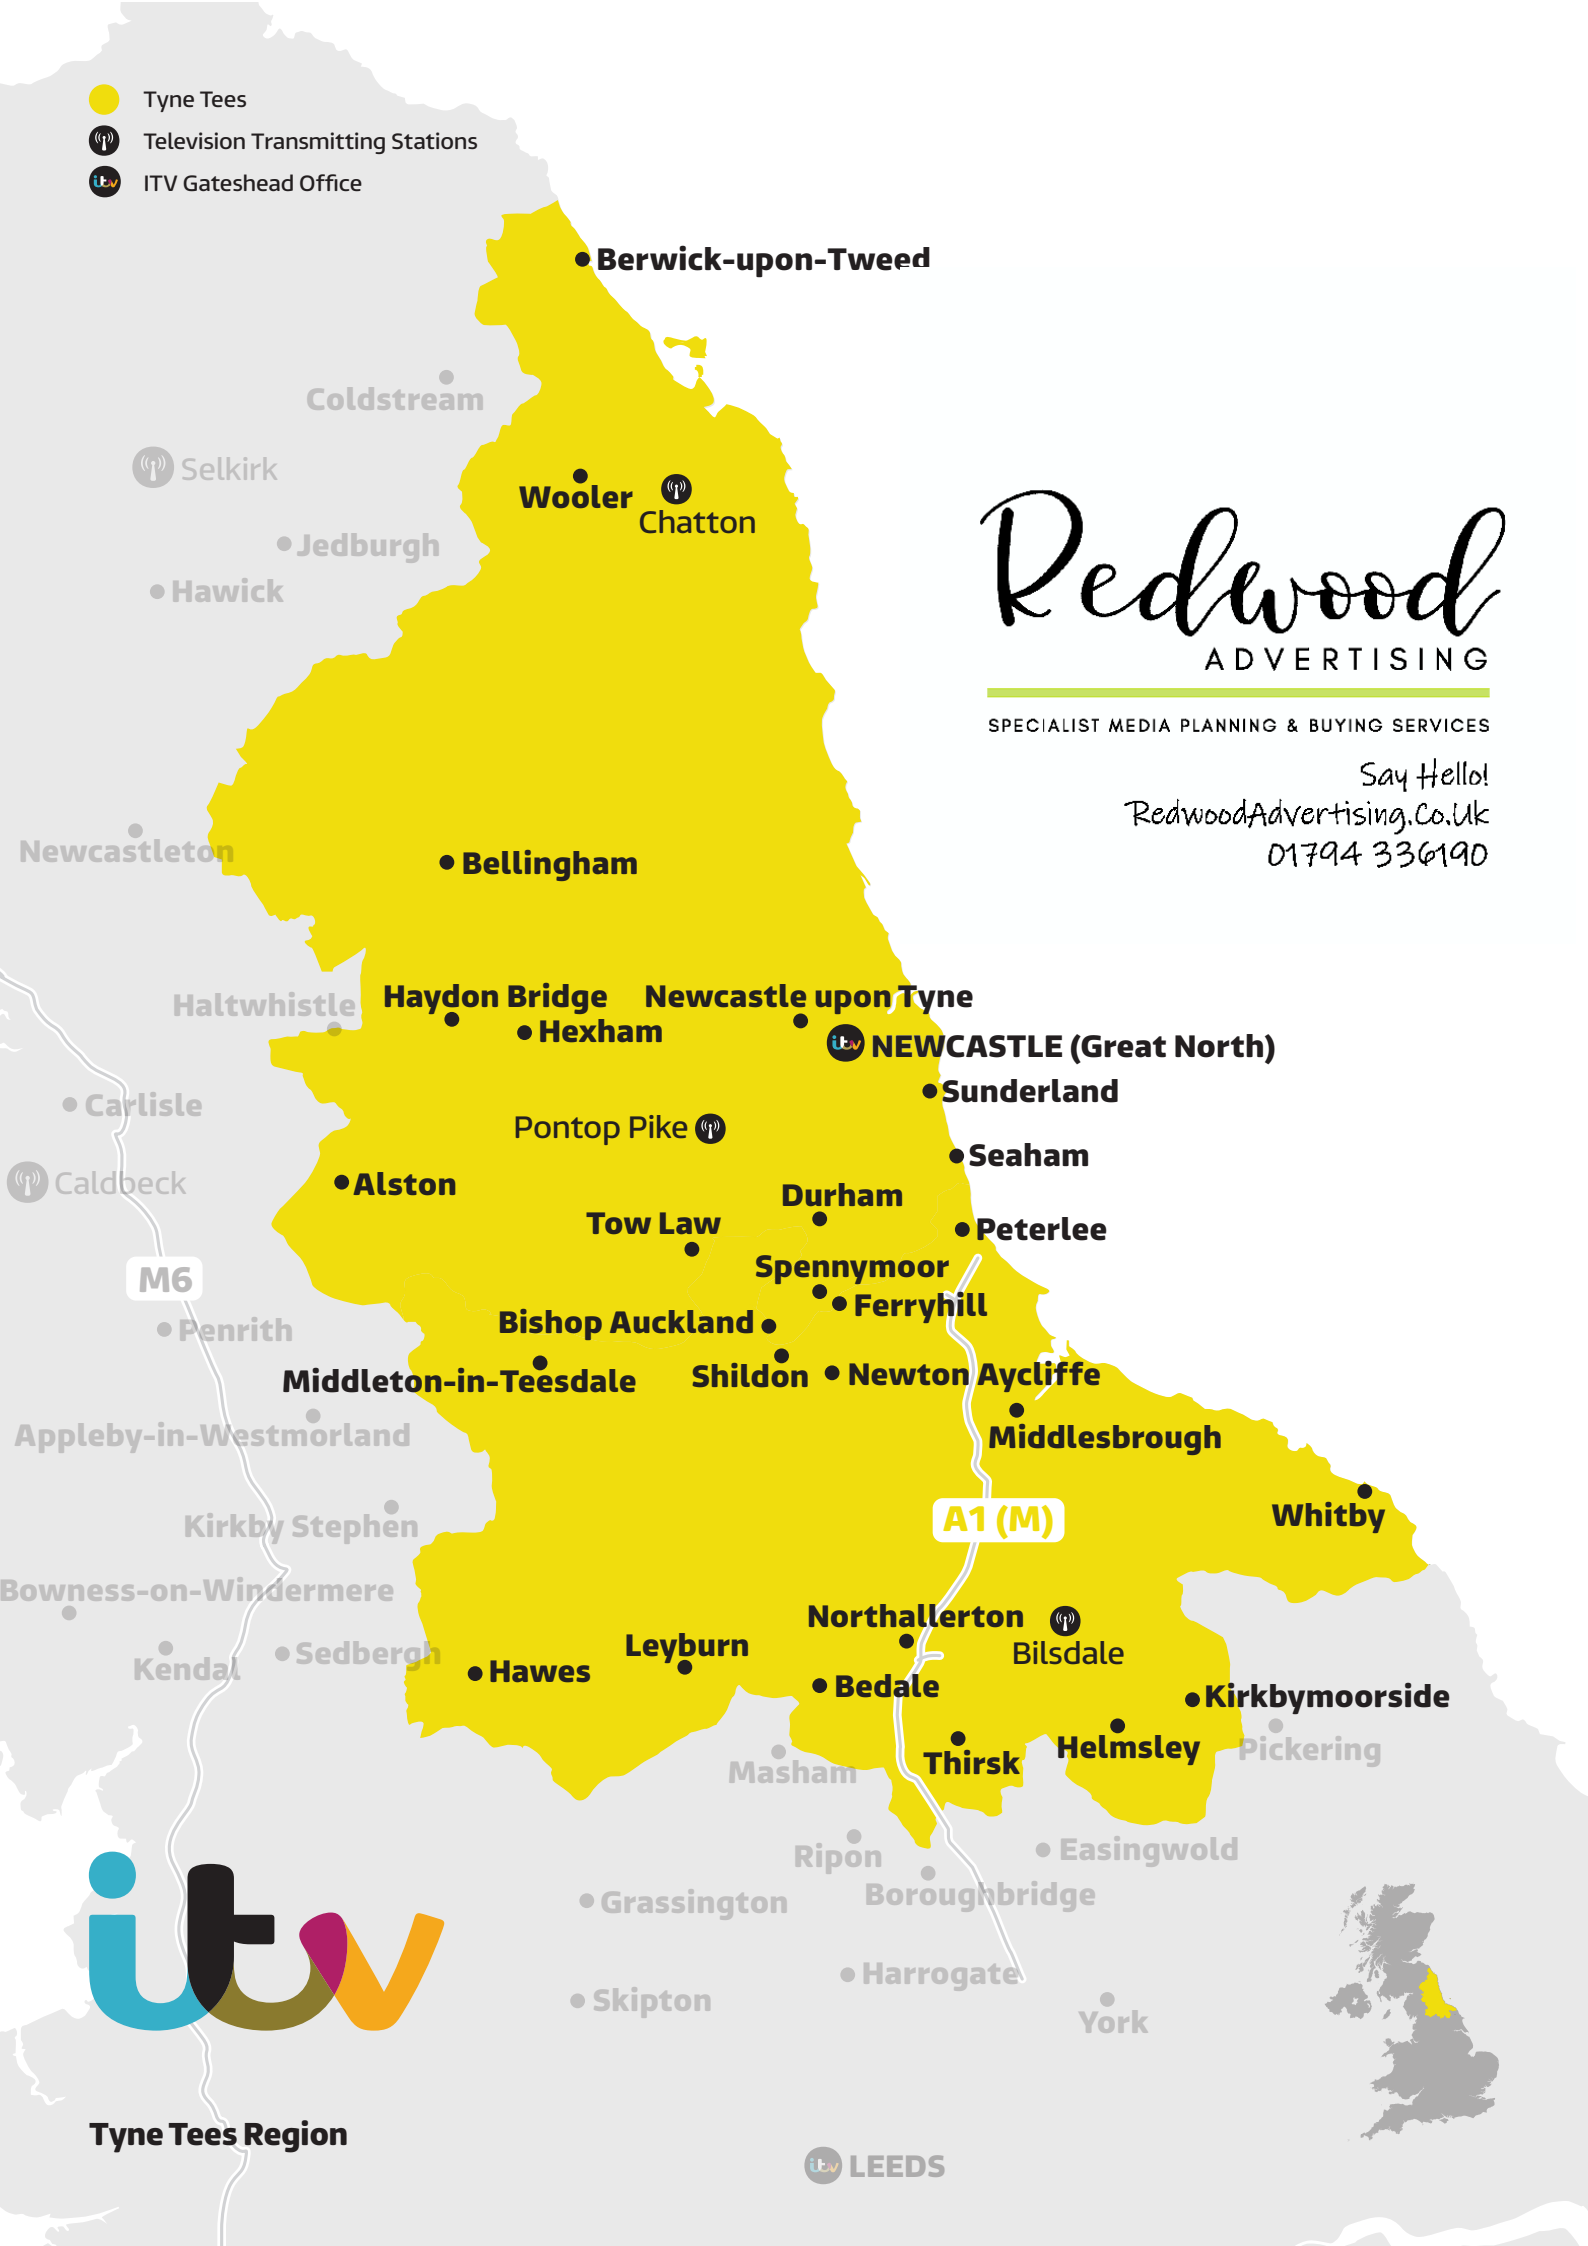 Tyne Tees
Television Transmitting Stations
itv
ITV Gateshead Office
Berwick-upon-Tweed
Coldstream
Selkirk
Wooler
Chatton
Jedburgh
Hawick
Redwood
ADVERTISING
SPECIALIST MEDIA PLANNING & BUYING SERVICES
Say Hello!
RedwoodAdvertising.Co.Uk
01794 336190
Newcastleton
Bellingham
Haltwhistle
Haydon Bridge
Newcastle upon Tyne
Hexham
itv
NEWCASTLE (Great North)
Sunderland
Carlisle
Pontop Pike
Seaham
Caldbeck
Alston
Durham
Tow Law
Peterlee
Spennymoor
M6
Ferryhill
Bishop Auckland
Penrith
Middleton-in-Teesdale
Shildon
Newton Aycliffe
Appleby-in-Westmorland
Middlesbrough
Kirkby Stephen
A1 (M)
Whitby
Bowness-on-Windermere
Northallerton
Leyburn
Bilsdale
Sedbergh
Kendal
Hawes
Bedale
Kirkbymoorside
Helmsley
Pickering
Thirsk
Masham
Ripon
Easingwold
Boroughbridge
Grassington
itv
Harrogate
Skipton
York
Tyne Tees Region
itv
LEEDS